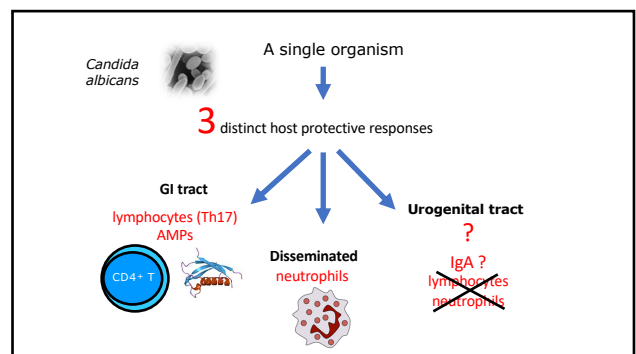 A single organism
Candida
albicans
3 distinct host protective responses
GI tract
lymphocytes (Th17)
AMPs
CD4+ T
Disseminated
neutrophils
Urogenital tract
?
IgA ?
lymphocytes
neutrophils